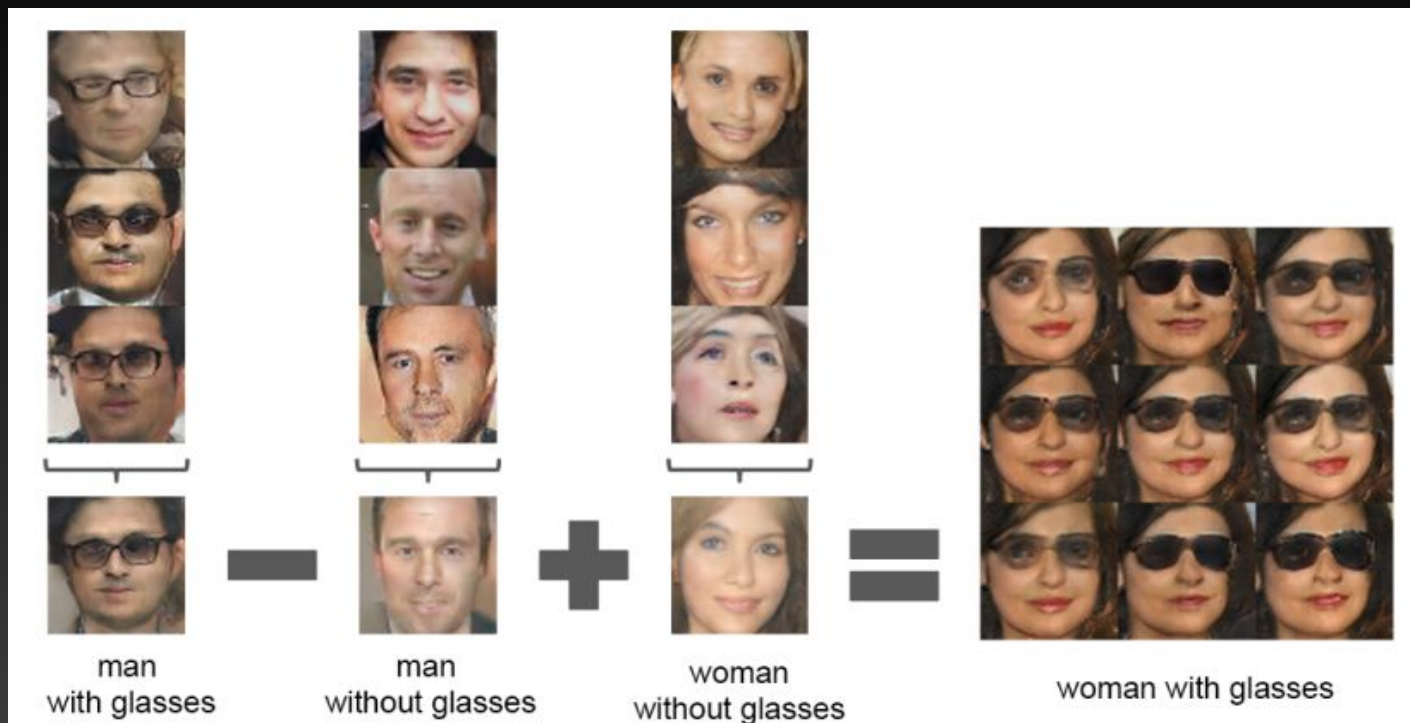 man
with glasses
man
without glasses
woman
without glasses
woman with glasses